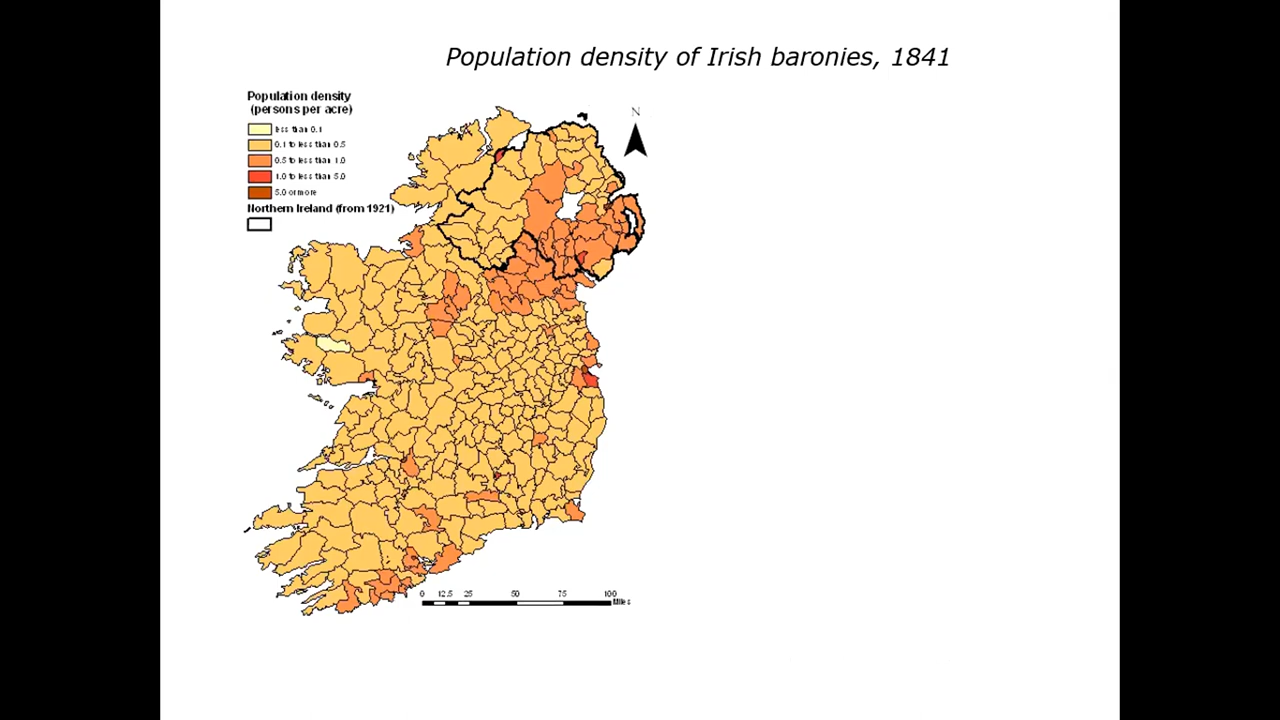 Population density of Irish baronies, 1841
Population density
(persons per acre)
less than 0.1
0.1 to less than 0.5
0.5 to less than 1.0
1.0 to less than 5.0
5.0 or more
Northern Ireland (from 1921)
N
0 12.5 25 50 75 100
Miles